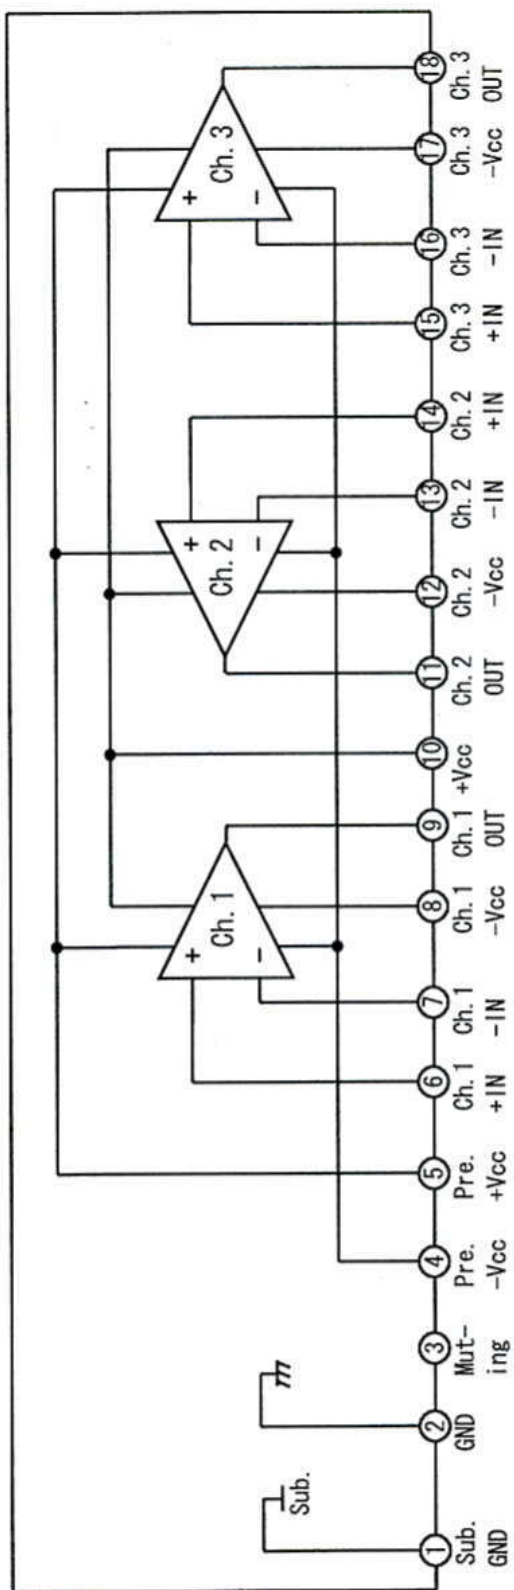 Ch. 1
+
−
Ch. 2
+
−
Ch. 3
+
−
Sub.
1
Sub.
GND
2
GND
3
Mut-
ing
4
Pre.
-Vcc
5
Pre.
+Vcc
6
Ch. 1
+IN
7
Ch. 1
-IN
8
Ch. 1
-Vcc
9
Ch. 1
OUT
10
+Vcc
11
Ch. 2
OUT
12
Ch. 2
-Vcc
13
Ch. 2
-IN
14
Ch. 2
+IN
15
Ch. 3
+IN
16
Ch. 3
-IN
17
Ch. 3
-Vcc
18
Ch. 3
OUT